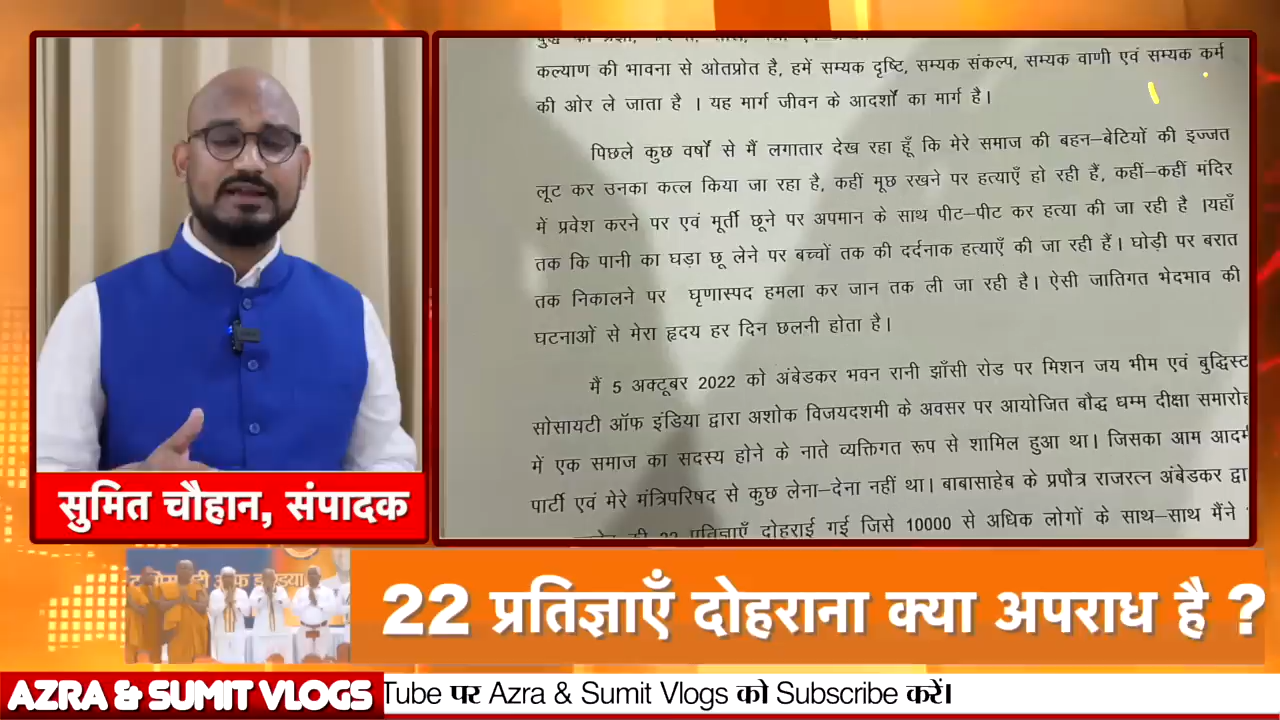 कल्याण की भावना से ओतप्रोत है, हमें सम्यक दृष्टि, सम्यक संकल्प, सम्यक वाणी एवं सम्यक कर्म
की ओर ले जाता है । यह मार्ग जीवन के आदर्शों का मार्ग है।
पिछले कुछ वर्षों से मैं लगातार देख रहा हूँ कि मेरे समाज की बहन–बेटियों की इज्जत
लूट कर उनका कत्ल किया जा रहा है, कहीं मूछ रखने पर हत्याएँ हो रही हैं, कहीं–कहीं मंदिर
में प्रवेश करने पर एवं मूर्ती छूने पर अपमान के साथ पीट–पीट कर हत्या की जा रही है ।यहाँ
तक कि पानी का घड़ा छू लेने पर बच्चों तक की दर्दनाक हत्याएँ की जा रही हैं। घोड़ी पर बरात
तक निकालने पर घृणास्पद हमला कर जान तक ली जा रही है। ऐसी जातिगत भेदभाव की
घटनाओं से मेरा हृदय हर दिन छलनी होता है।
मैं 5 अक्टूबर 2022 को अंबेडकर भवन रानी झाँसी रोड पर मिशन जय भीम एवं बुद्धिस्ट
सोसायटी ऑफ इंडिया द्वारा अशोक विजयदशमी के अवसर पर आयोजित बौद्ध धम्म दीक्षा समारोह
में एक समाज का सदस्य होने के नाते व्यक्तिगत रूप से शामिल हुआ था। जिसका आम आदमी
पार्टी एवं मेरे मंत्रिपरिषद से कुछ लेना–देना नहीं था। बाबासाहेब के प्रपौत्र राजरत्न अंबेडकर द्वा
22 प्रतिज्ञाएँ दोहराई गई जिसे 10000 से अधिक लोगों के साथ–साथ मैंने
सुमित चौहान, संपादक
22 प्रतिज्ञाएँ दोहराना क्या अपराध है ?
AZRA & SUMIT VLOGS
Tube पर Azra & Sumit Vlogs को Subscribe करें।